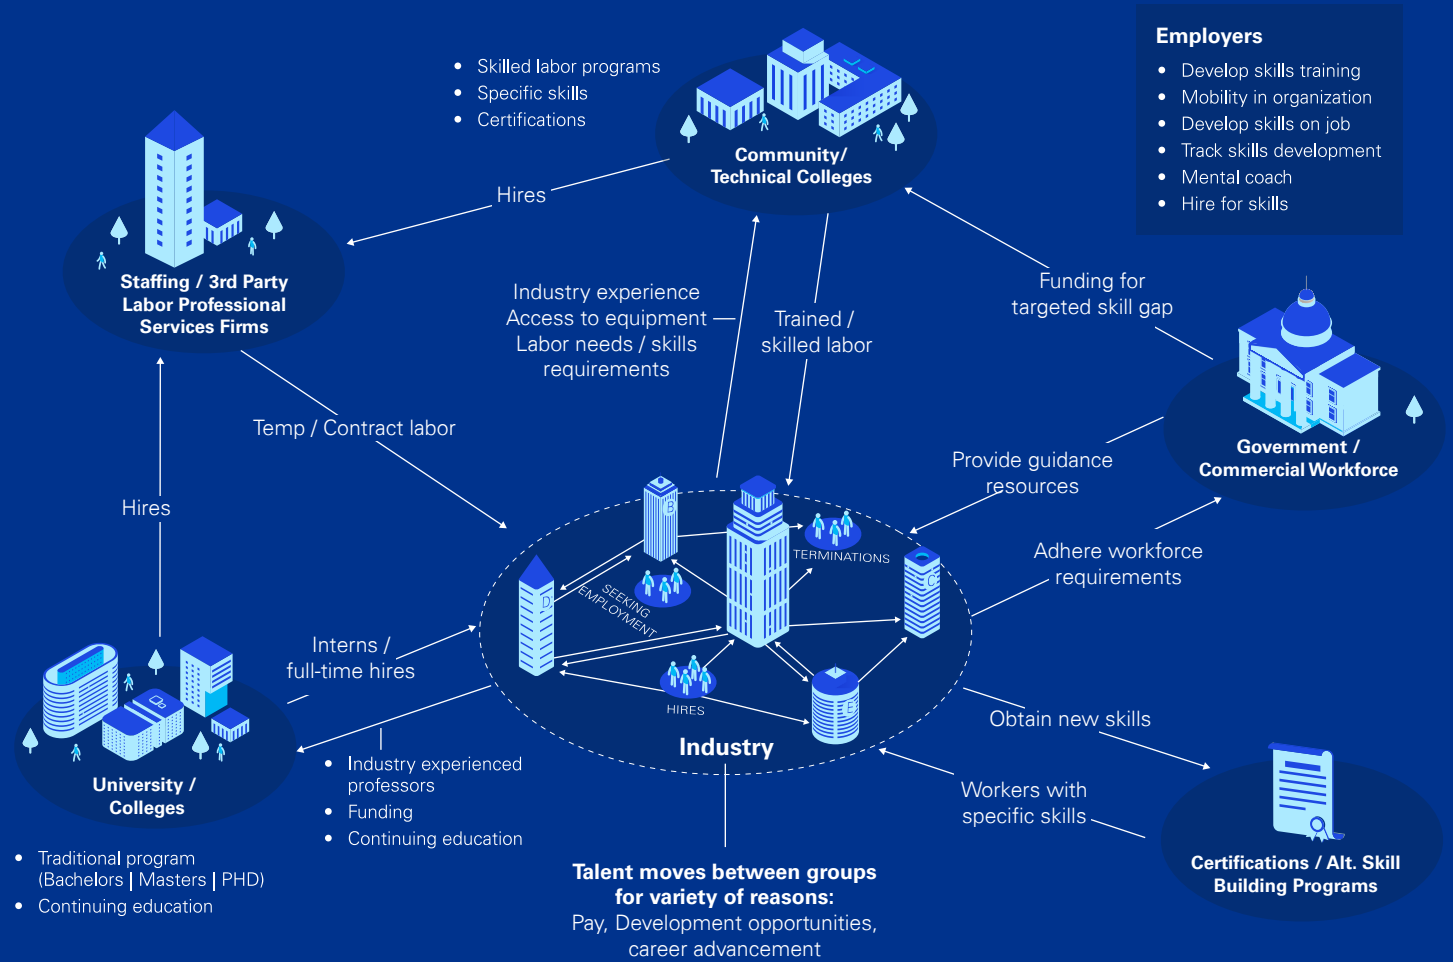 • Skilled labor programs
• Specific skills
• Certifications
Community/
Technical Colleges
Employers
• Develop skills training
• Mobility in organization
• Develop skills on job
• Track skills development
• Mental coach
• Hire for skills
Hires
Staffing / 3rd Party
Labor Professional
Services Firms
Industry experience
Access to equipment
Labor needs / skills
requirements
Trained /
skilled labor
Funding for
targeted skill gap
Government /
Commercial Workforce
Temp / Contract labor
Provide guidance
resources
Hires
Adhere workforce
requirements
B
TERMINATIONS
C
D
SEEKING
EMPLOYMENT
Interns /
full-time hires
HIRES
E
Industry
Obtain new skills
University /
Colleges
• Industry experienced
professors
• Funding
• Continuing education
Workers with
specific skills
• Traditional program
(Bachelors | Masters | PHD)
• Continuing education
Certifications / Alt. Skill
Building Programs
Talent moves between groups
for variety of reasons:
Pay, Development opportunities,
career advancement